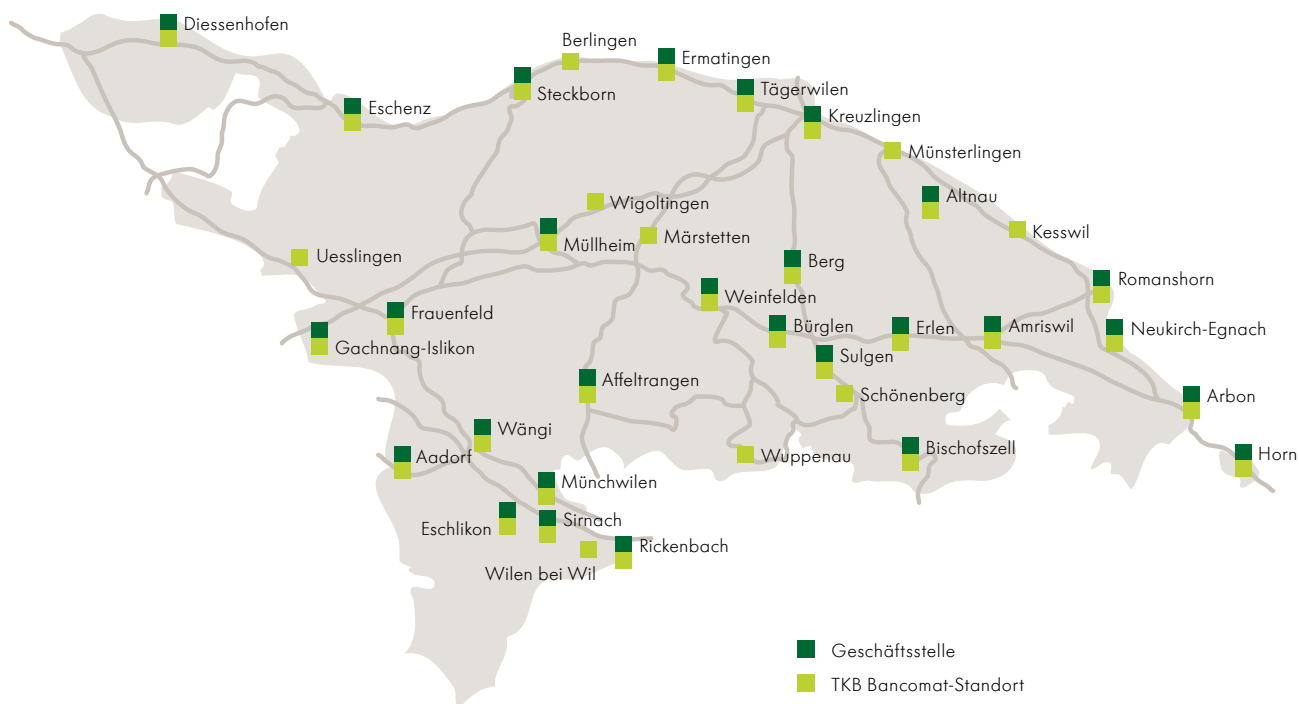 Diessenhofen
Berlingen
Ermatingen
Tägerwilen
Steckborn
Eschenz
Kreuzlingen
Münsterlingen
Altnau
Wigoltingen
Kesswil
Märstetten
Müllheim
Uesslingen
Berg
Romanshorn
Weinfelden
Frauenfeld
Bürglen
Erlen
Amriswil
Neukirch-Egnach
Gachnang-Islikon
Sulgen
Affeltrangen
Schönenberg
Arbon
Wängi
Aadorf
Wuppenau
Bischofszell
Horn
Münchwilen
Eschlikon
Sirnach
Rickenbach
Wilen bei Wil
Geschäftsstelle
TKB Bancomat-Standort